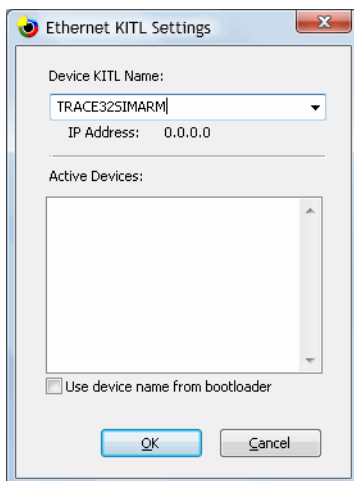 Ethernet KITL Settings
Device KITL Name:
TRACE32SIMARM
IP Address: 0.0.0.0
Active Devices:
Use device name from bootloader
OK Cancel